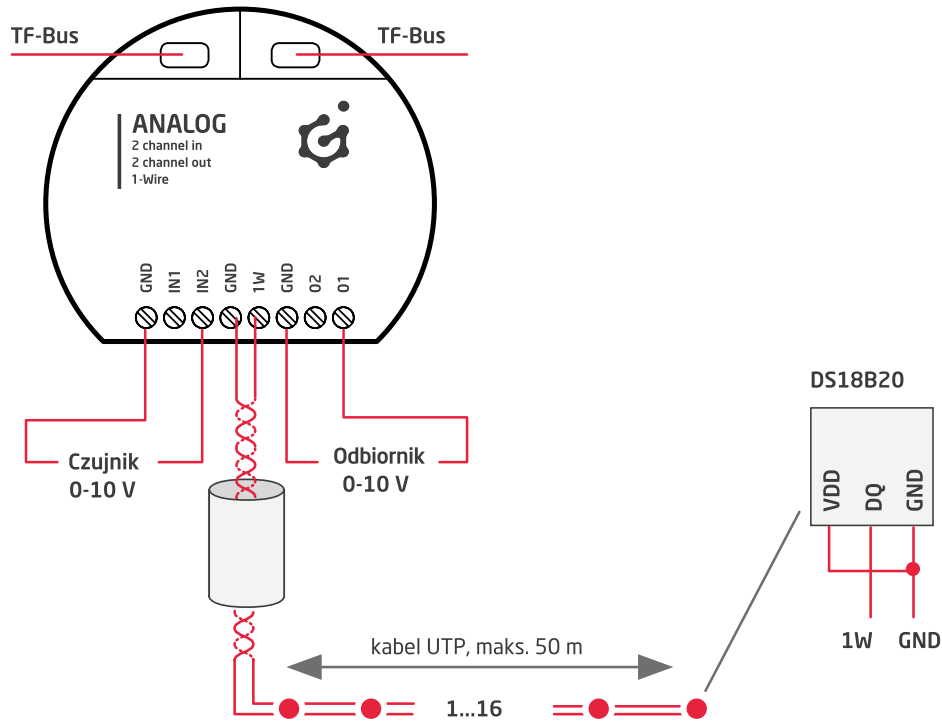 TF-Bus
TF-Bus
ANALOG
2 channel in
2 channel out
1-Wire
GND
IN1
IN2
GND
1W
GND
O2
O1
Czujnik
0-10 V
Odbiornik
0-10 V
DS18B20
VDD
DQ
GND
1W
GND
kabel UTP, maks. 50 m
1...16